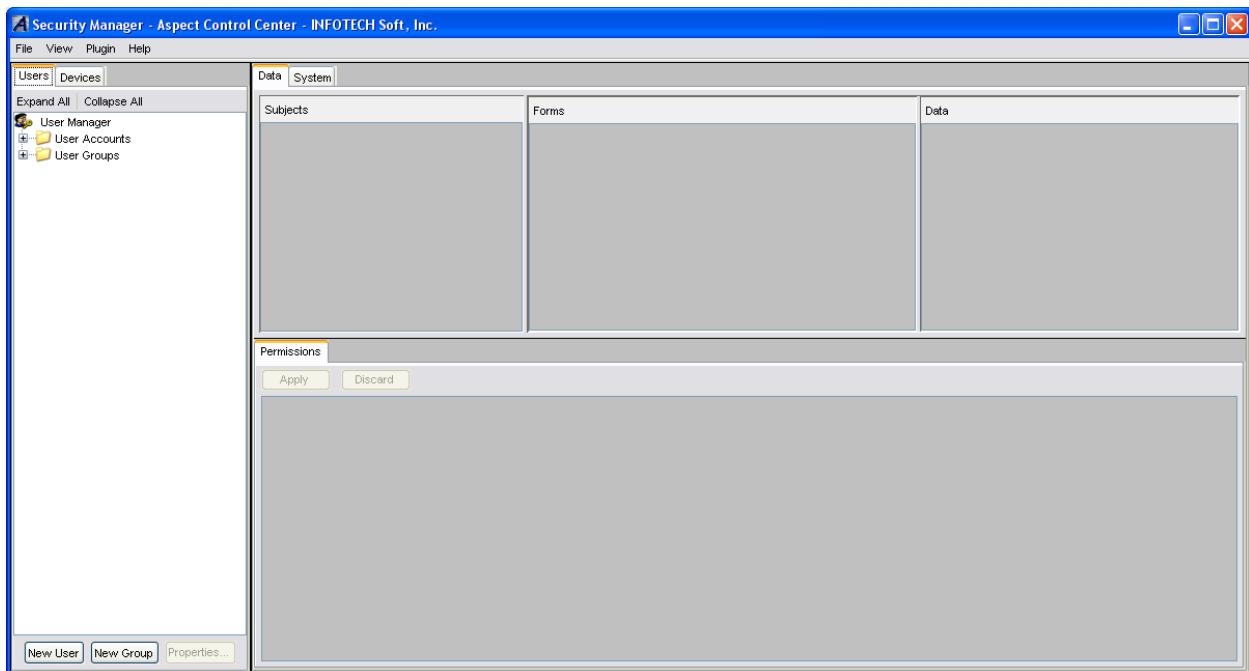 Security Manager - Aspect Control Center - INFOTECH Soft, Inc.
File View Plugin Help
Users Devices
Expand All Collapse All
User Manager
User Accounts
User Groups
New User New Group Properties...
Data System
Subjects Forms Data
Permissions
Apply Discard